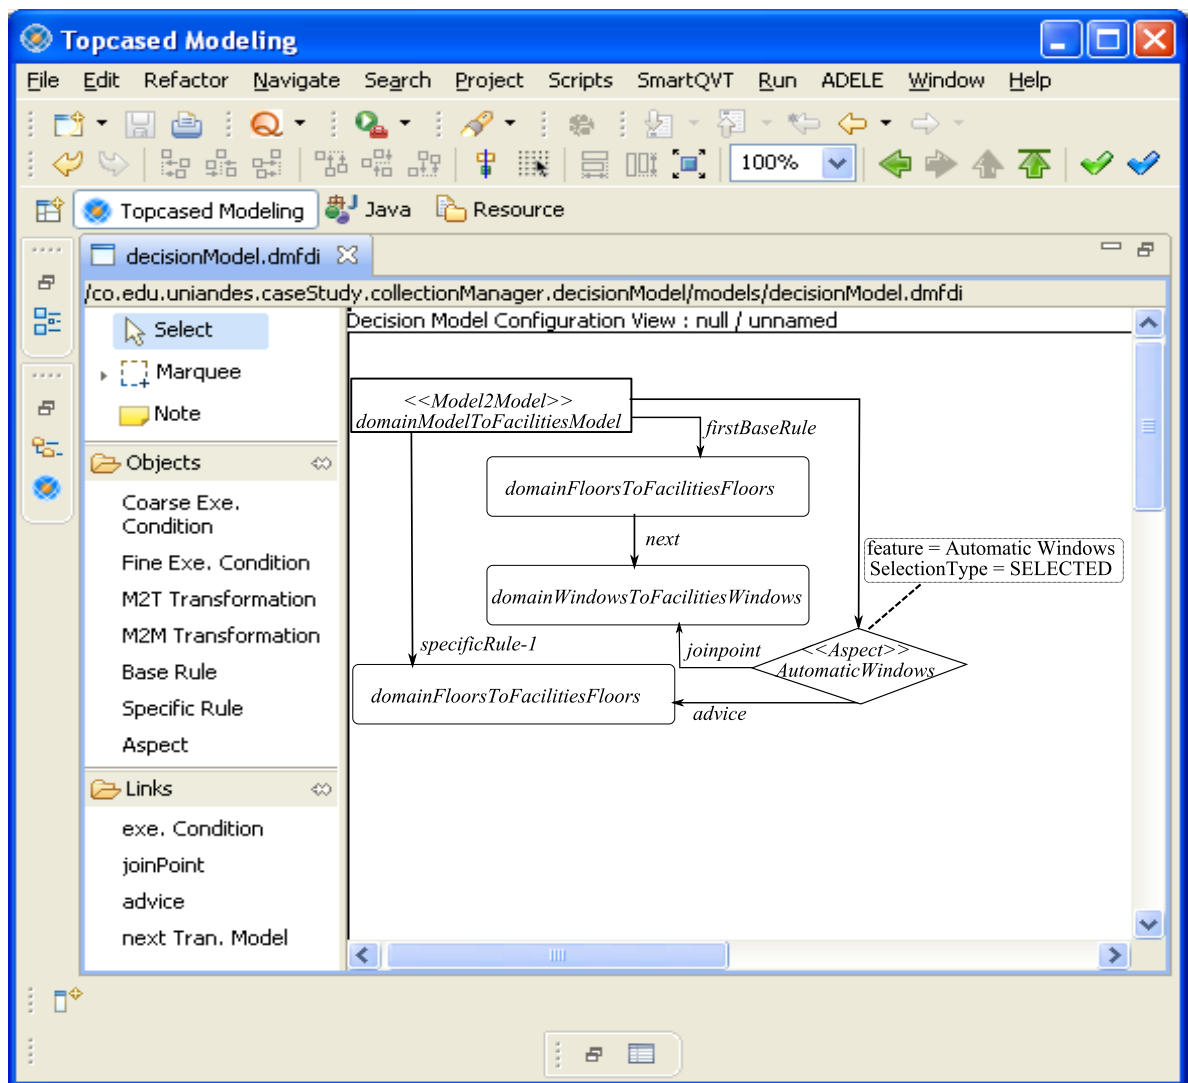 Topcased Modeling
File Edit Refactor Navigate Search Project Scripts SmartQVT Run ADELE Window Help
100%
Topcased Modeling Java Resource
decisionModel.dmfdi
/co.edu.uniandes.caseStudy.collectionManager.decisionModel/models/decisionModel.dmfdi
Select
Marquee
Note
Objects
Coarse Exe.
Condition
Fine Exe. Condition
M2T Transformation
M2M Transformation
Base Rule
Specific Rule
Aspect
Links
exe. Condition
joinPoint
advice
next Tran. Model
Decision Model Configuration View : null / unnamed
<<Model2Model>>
domainModelToFacilitiesModel
firstBaseRule
domainFloorsToFacilitiesFloors
next
feature = Automatic Windows
SelectionType = SELECTED
domainWindowsToFacilitiesWindows
specificRule-1
joinpoint
<<Aspect>>
AutomaticWindows
domainFloorsToFacilitiesFloors
advice